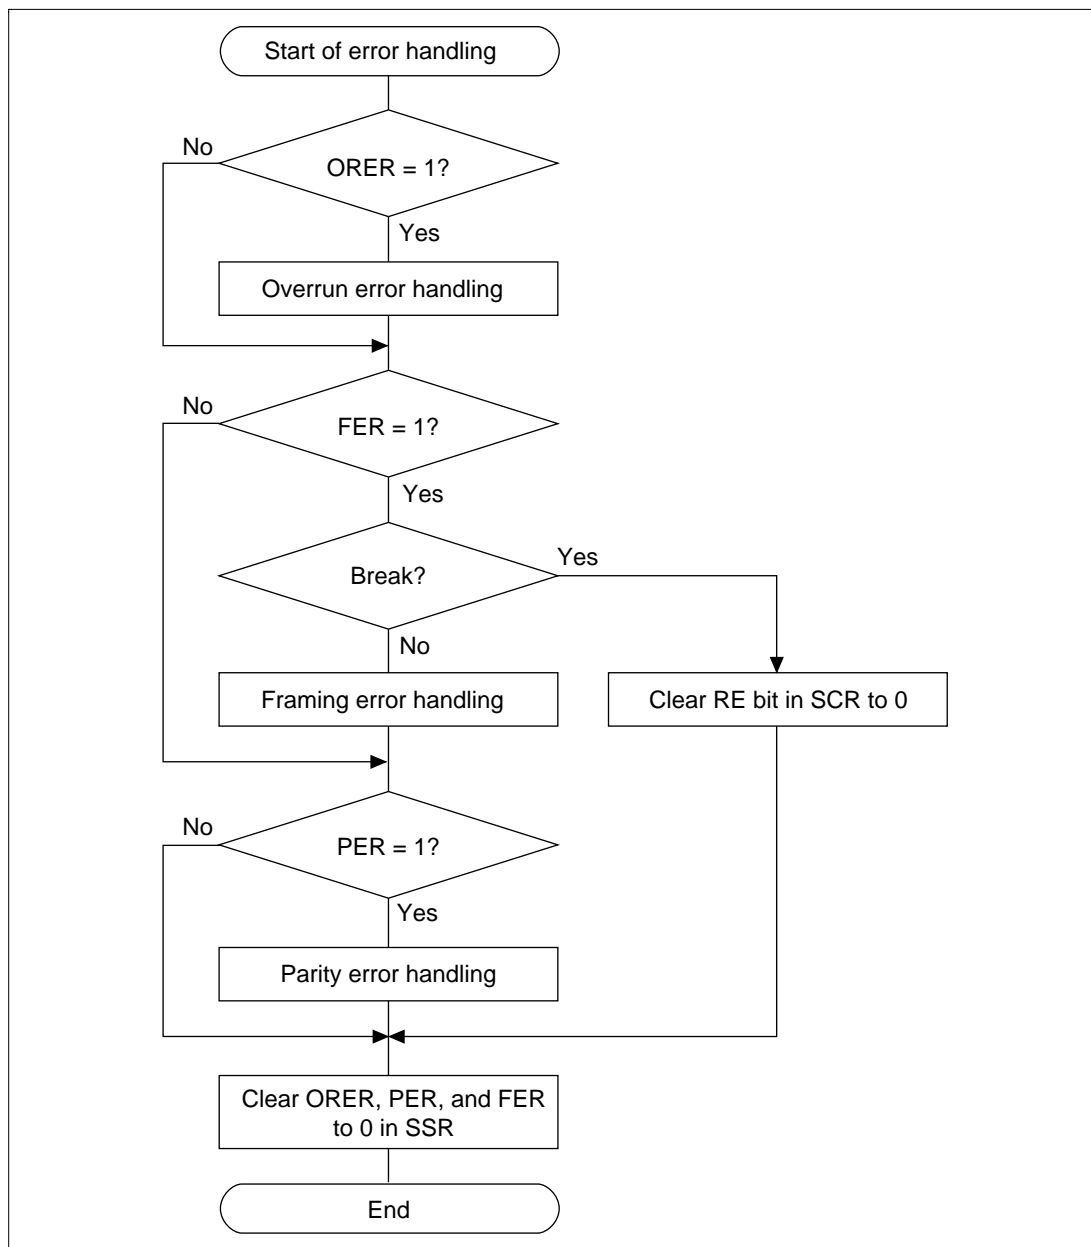 Start of error handling
No
ORER = 1?
Yes
Overrun error handling
No
FER = 1?
Yes
Yes
Break?
No
Framing error handling
Clear RE bit in SCR to 0
No
PER = 1?
Yes
Parity error handling
Clear ORER, PER, and FER
to 0 in SSR
End